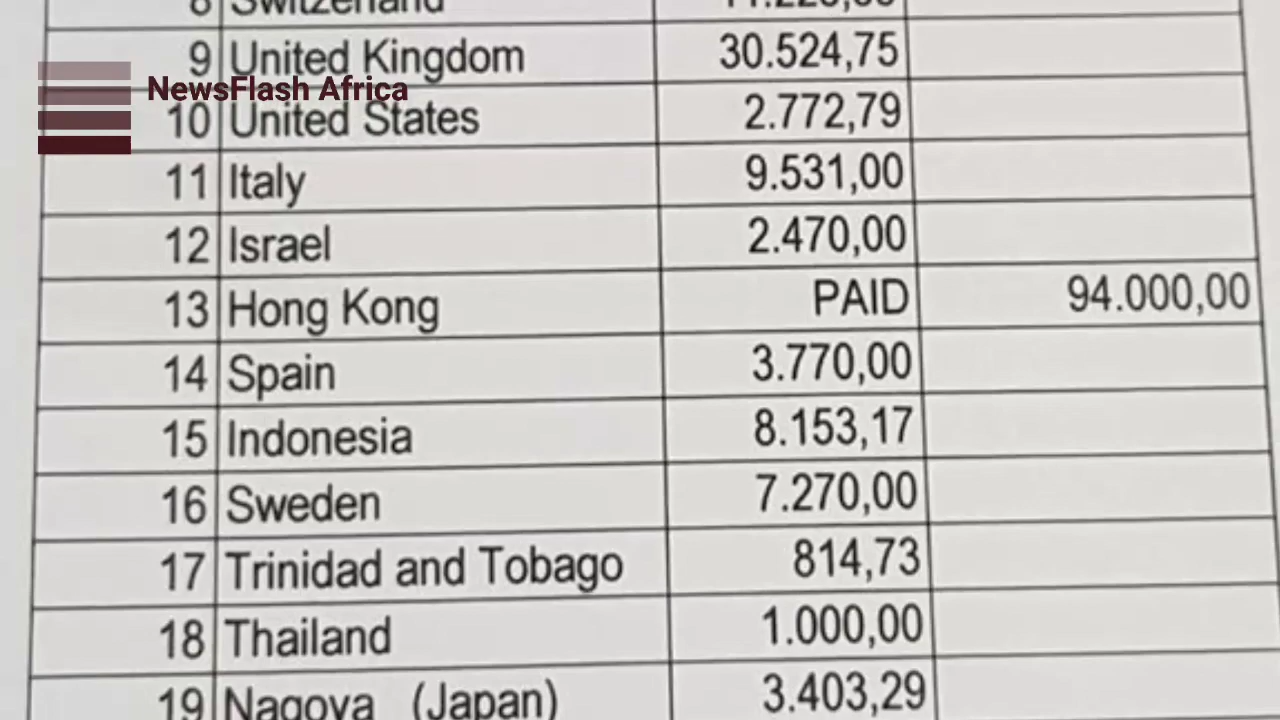 8 Switzerland
9 United Kingdom 30.524,75
NewsFlash Africa
10 United States 2.772,79
11 Italy 9.531,00
12 Israel 2.470,00
13 Hong Kong PAID 94.000,00
14 Spain 3.770,00
15 Indonesia 8.153,17
16 Sweden 7.270,00
17 Trinidad and Tobago 814,73
18 Thailand 1.000,00
19 Nagoya (Japan) 3.403,29